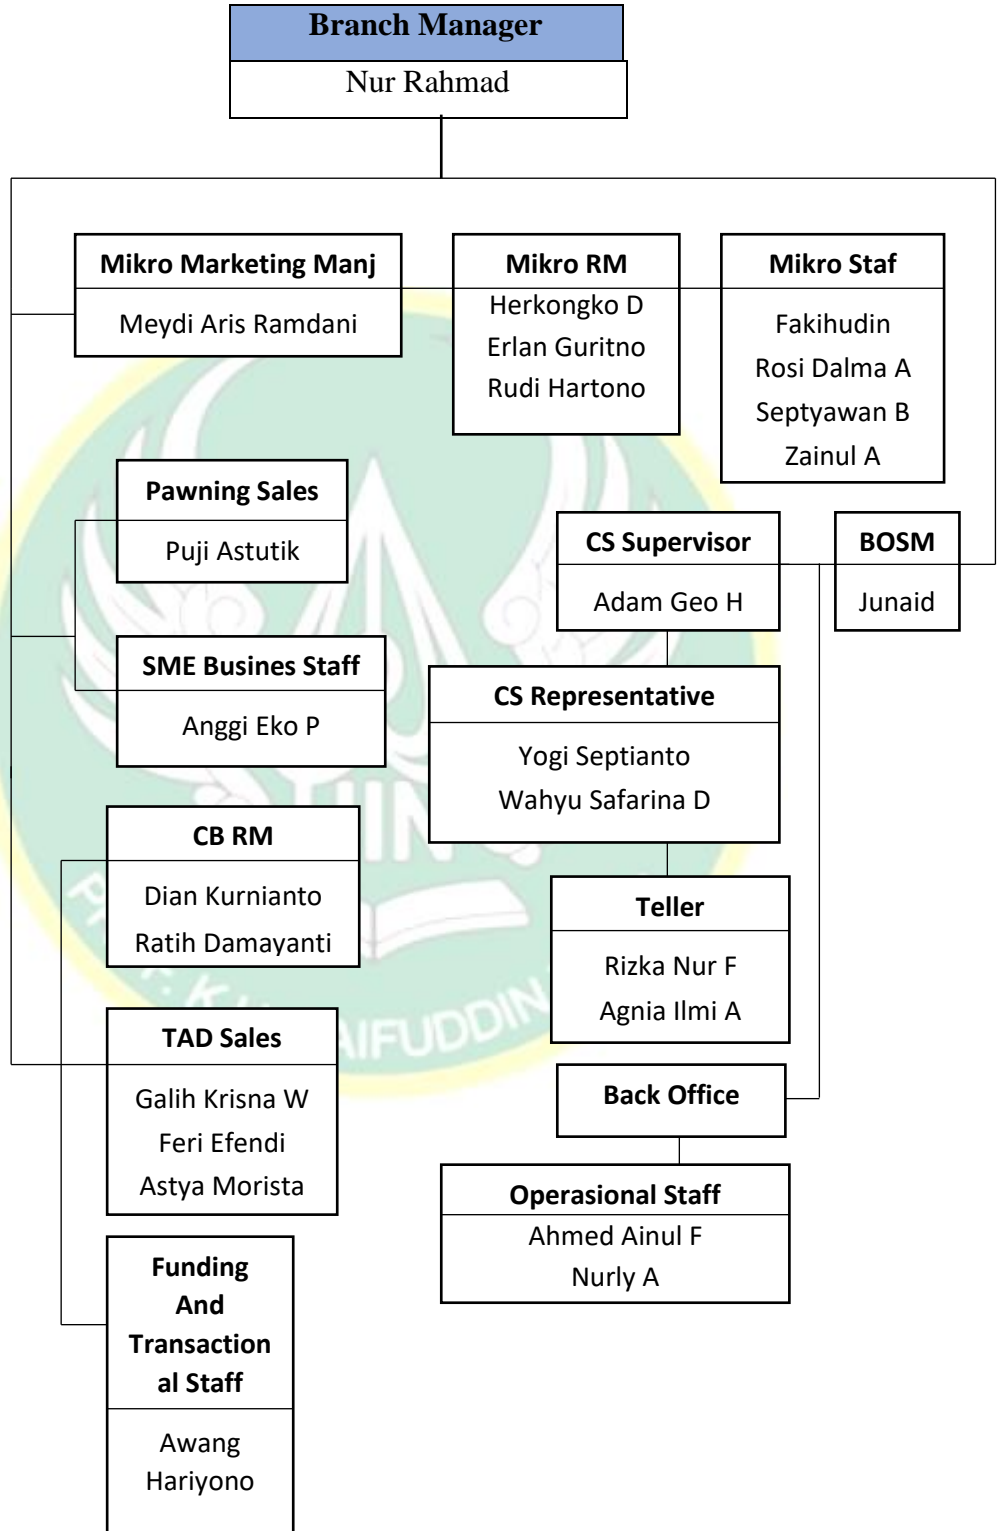 Branch Manager
Nur Rahmad
Mikro Marketing Manj
Meydi Aris Ramdani
Mikro RM
Herkongko D
Erlan Guritno
Rudi Hartono
Mikro Staf
Fakihudin
Rosi Dalma A
Septyawan B
Zainul A
Pawning Sales
Puji Astutik
SME Busines Staff
Anggi Eko P
CB RM
Dian Kurnianto
Ratih Damayanti
TAD Sales
Galih Krisna W
Feri Efendi
Astya Morista
Funding
And
Transaction
al Staff
Awang
Hariyono
CS Supervisor
Adam Geo H
BOSM
Junaid
CS Representative
Yogi Septianto
Wahyu Safarina D
Teller
Rizka Nur F
Agnia Ilmi A
Back Office
Operasional Staff
Ahmed Ainul F
Nurly A